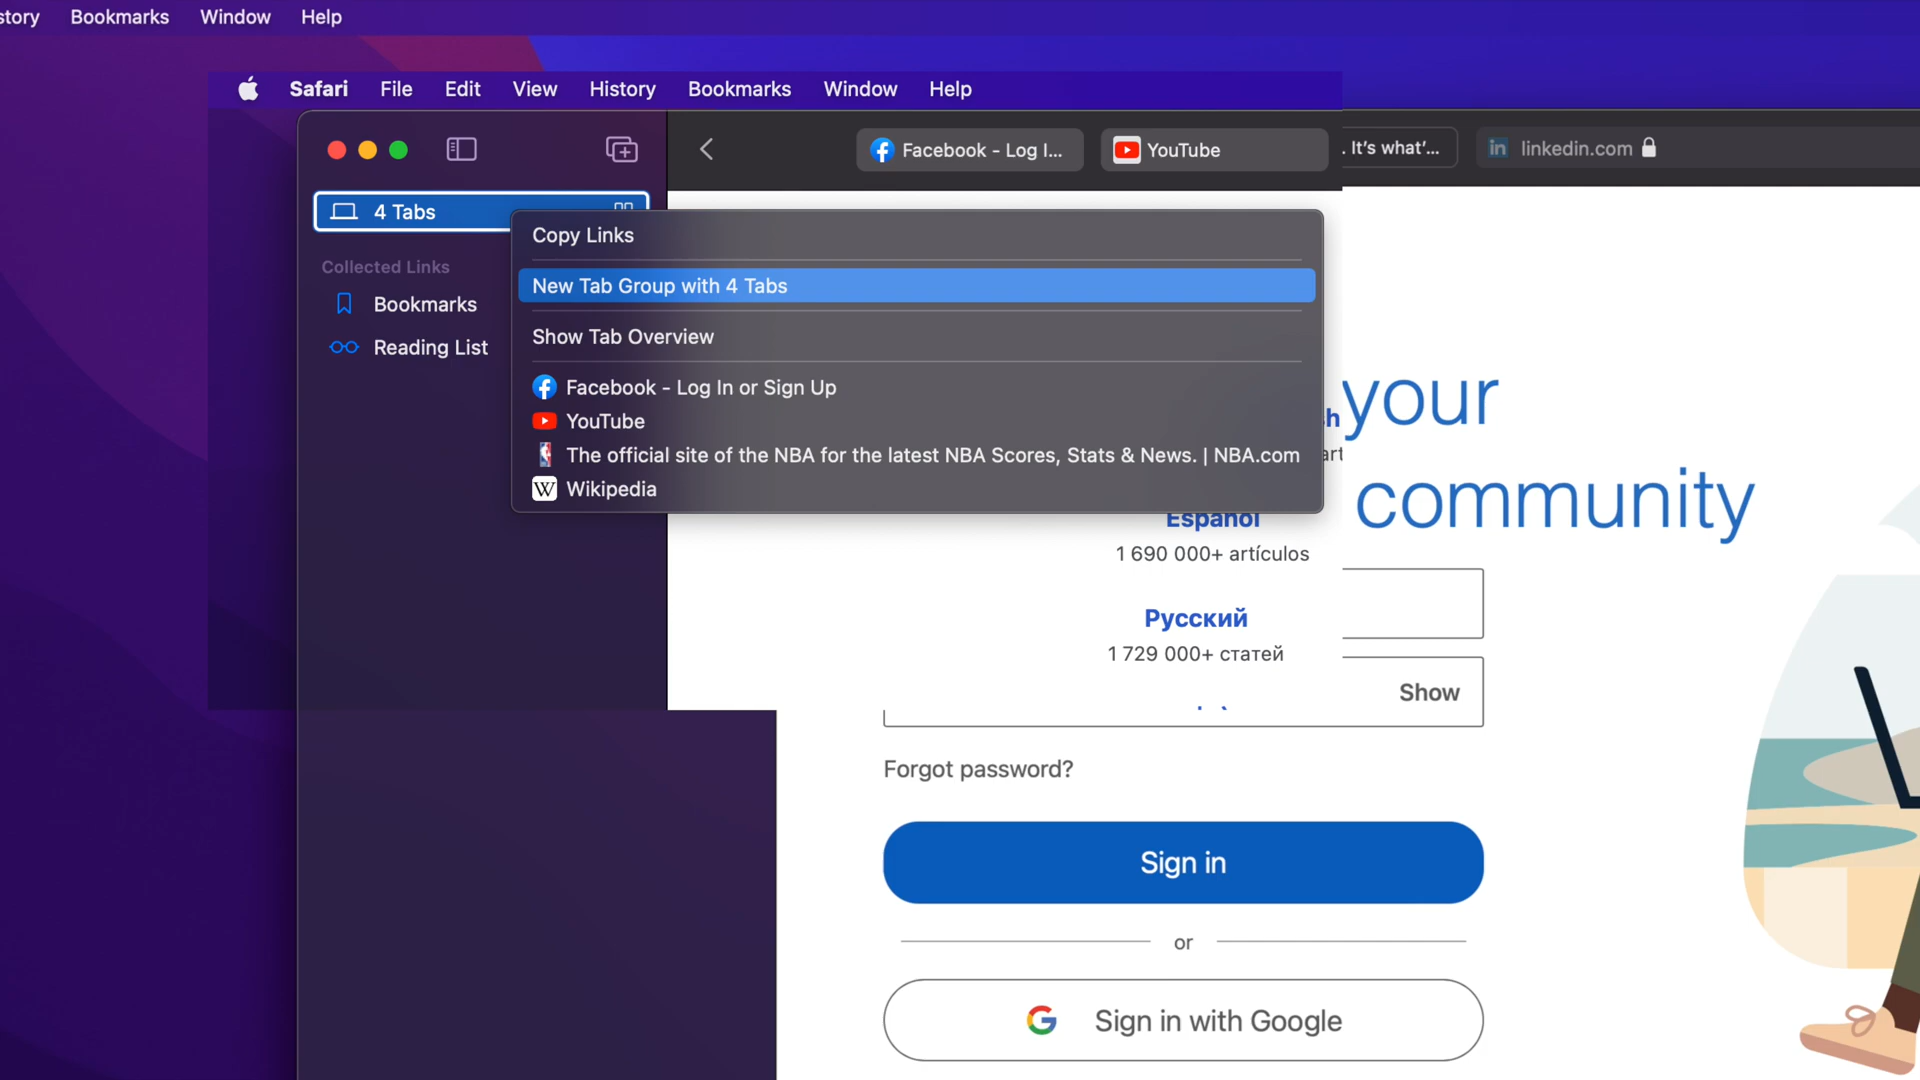 story Bookmarks Window Help
Safari File Edit View History Bookmarks Window Help
Facebook - Log I... YouTube . It's what'... in linkedin.com
4 Tabs
Copy Links
Collected Links
New Tab Group with 4 Tabs
Bookmarks
Show Tab Overview
Reading List
Facebook - Log In or Sign Up
YouTube
The official site of the NBA for the latest NBA Scores, Stats & News. | NBA.com
W Wikipedia
your
community
Español
1 690 000+ artículos
Русский
1 729 000+ статей
Show
Forgot password?
Sign in
or
Sign in with Google